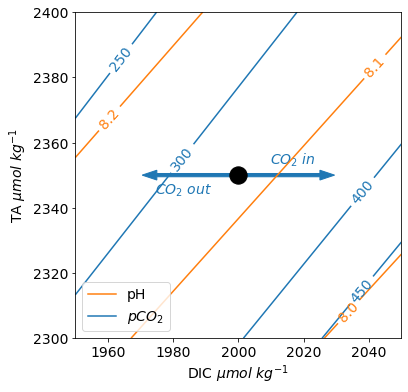 2400
2380
2360
2340
2320
2300
TA μmol kg⁻¹
250
8.2
8.1
300
CO₂ in
CO₂ out
400
450
8.0
pH
pCO₂
1960 1980 2000 2020 2040
DIC μmol kg⁻¹